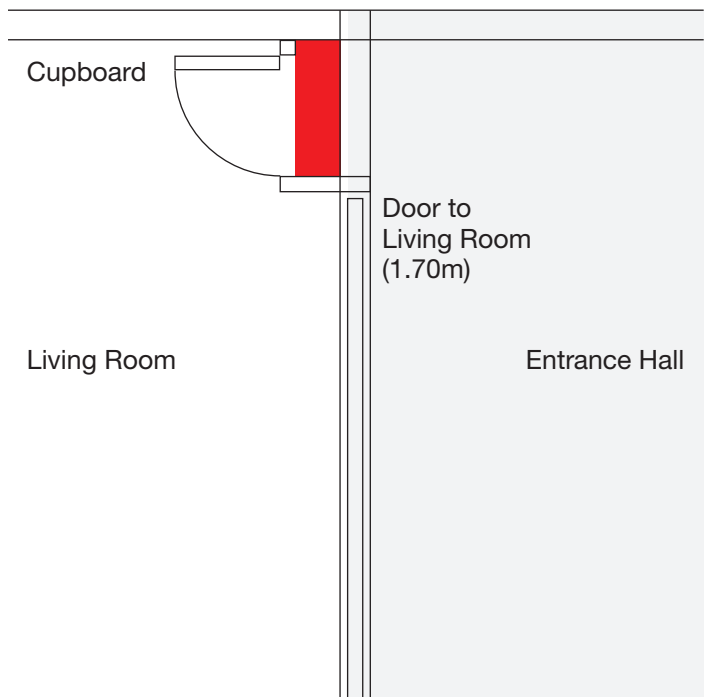 Cupboard
Door to
Living Room
(1.70m)
Living Room
Entrance Hall